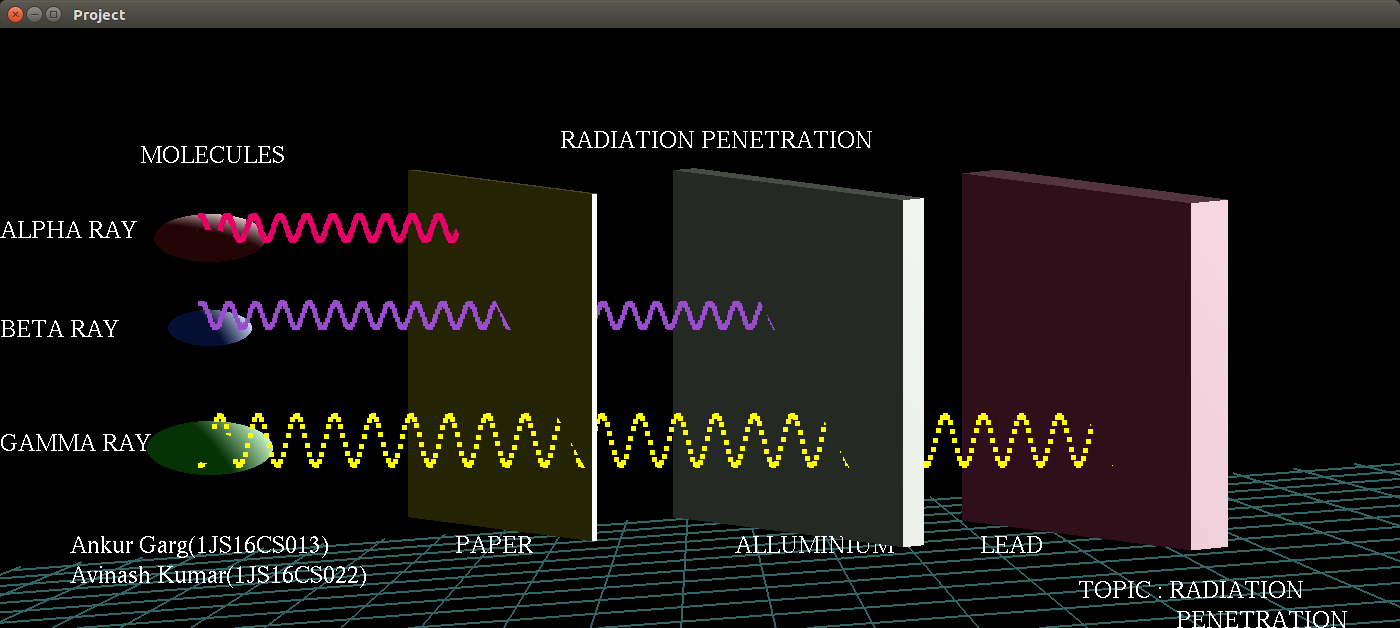 Project
RADIATION PENETRATION
MOLECULES
ALPHA RAY
BETA RAY
GAMMA RAY
Ankur Garg(1JS16CS013)
PAPER
ALLUMINIUM
LEAD
Avinash Kumar(1JS16CS022)
TOPIC : RADIATION
PENETRATION